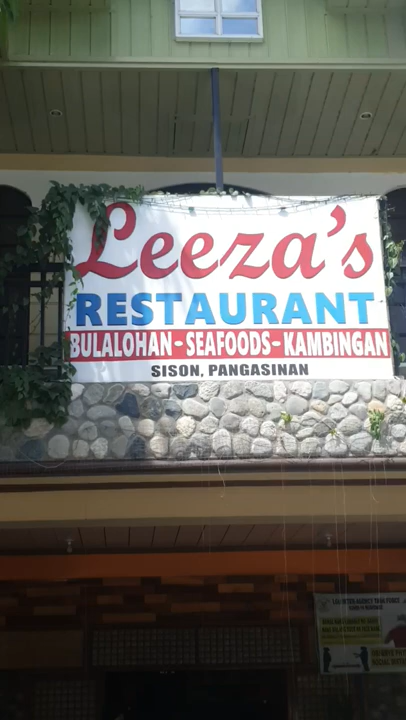 Leeza's
RESTAURANT
BULALOHAN - SEAFOODS - KAMBINGAN
SISON, PANGASINAN